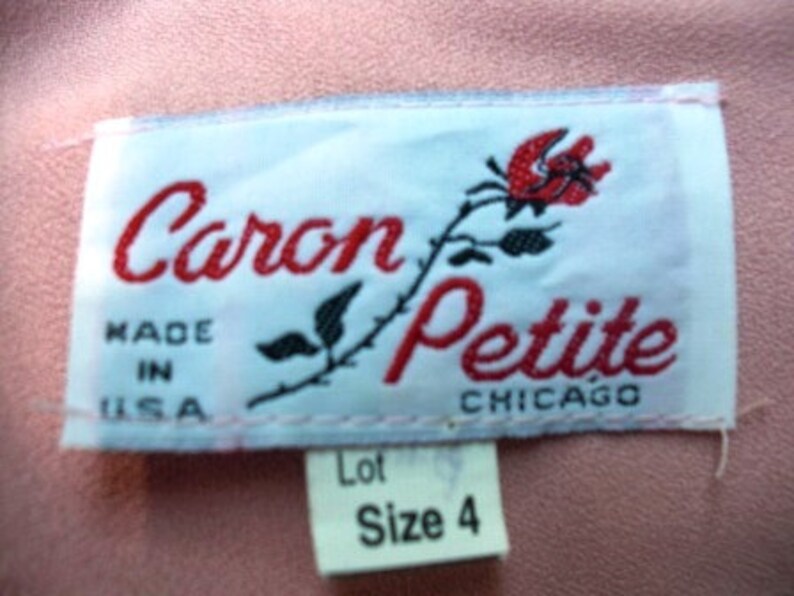 Caron
Petite
MADE
IN
U.S.A
CHICAGO
Lot
Size 4